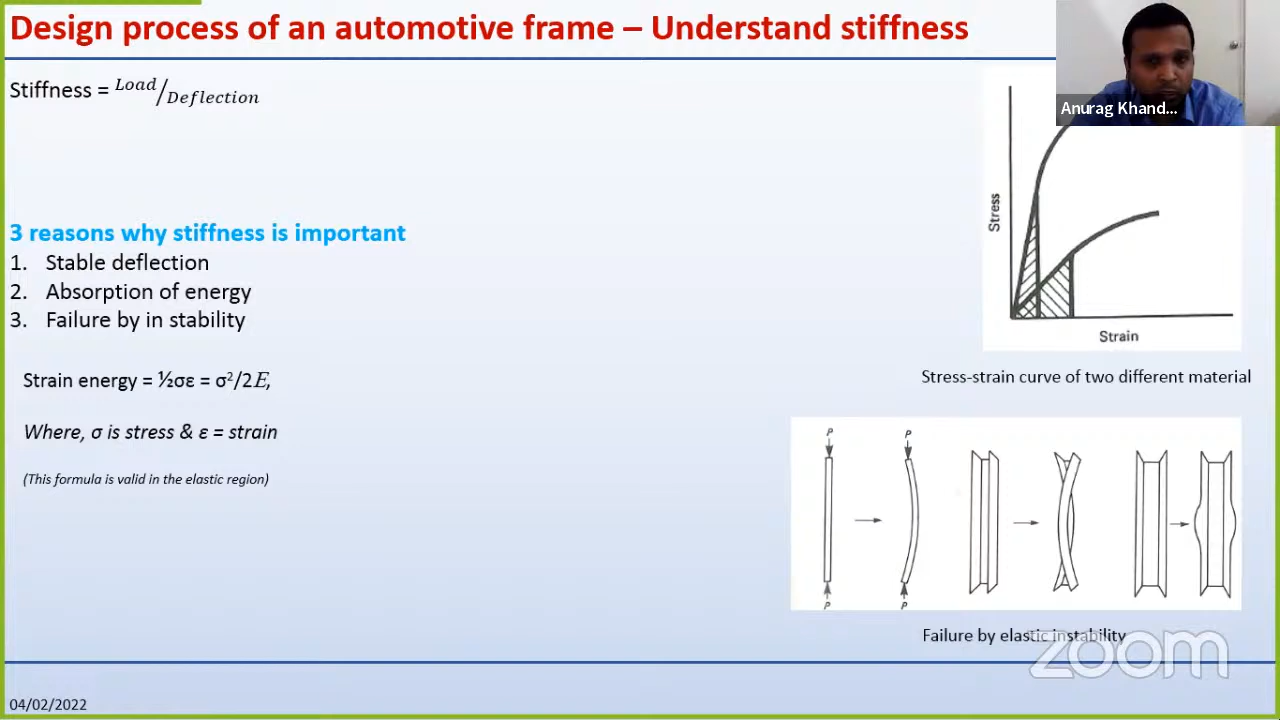 Design process of an automotive frame – Understand stiffness
Anurag Khand...
Stiffness = Load/Deflection
3 reasons why stiffness is important
1. Stable deflection
2. Absorption of energy
3. Failure by in stability
Strain energy = ½σε = σ²/2E,
Where, σ is stress & ε = strain
(This formula is valid in the elastic region)
Stress
Strain
Stress-strain curve of two different material
P P
P P
Failure by elastic instability
zoom
04/02/2022